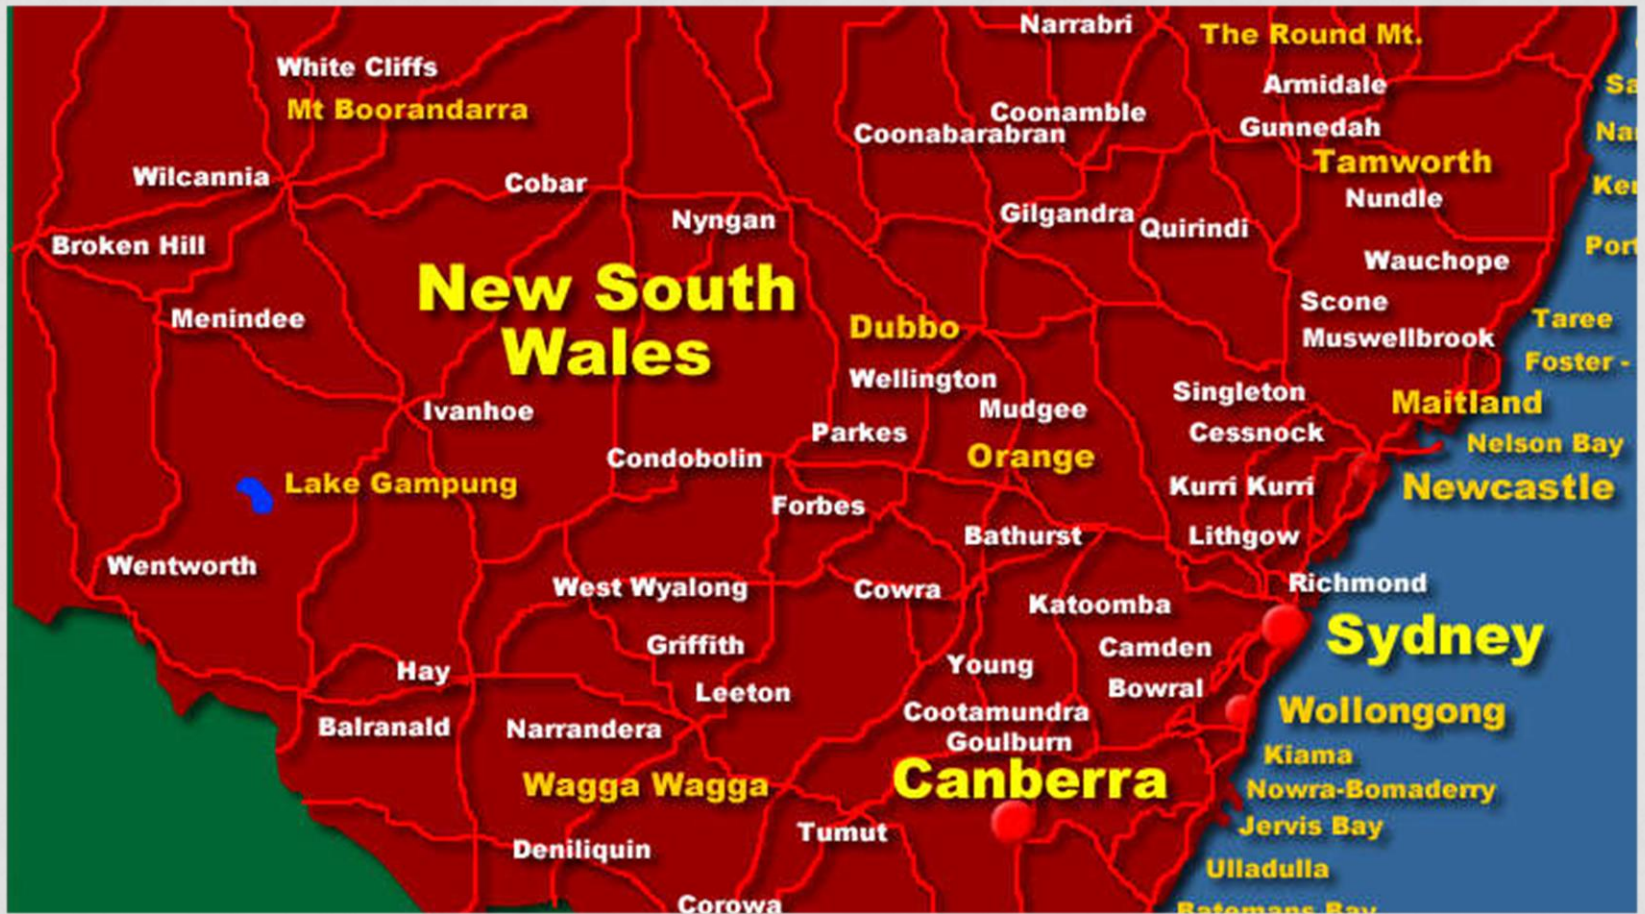 Narrabri
The Round Mt.
White Cliffs
Armidale
Mt Boorandarra
Coonamble
Coonabarabran
Gunnedah
Tamworth
Wilcannia
Cobar
Nundle
Nyngan
Gilgandra
Quirindi
Broken Hill
Wauchope
New South
Wales
Scone
Menindee
Taree
Dubbo
Muswellbrook
Foster -
Wellington
Singleton
Maitland
Ivanhoe
Mudgee
Parkes
Cessnock
Nelson Bay
Condobolin
Orange
Lake Gampung
Kurri Kurri
Newcastle
Forbes
Bathurst
Lithgow
Wentworth
Richmond
West Wyalong
Cowra
Katoomba
Sydney
Griffith
Camden
Young
Hay
Bowral
Leeton
Cootamundra
Wollongong
Balranald
Narrandera
Goulburn
Kiama
Canberra
Wagga Wagga
Nowra-Bomaderry
Jervis Bay
Tumut
Deniliquin
Ulladulla
Corowa
Batemans Bay